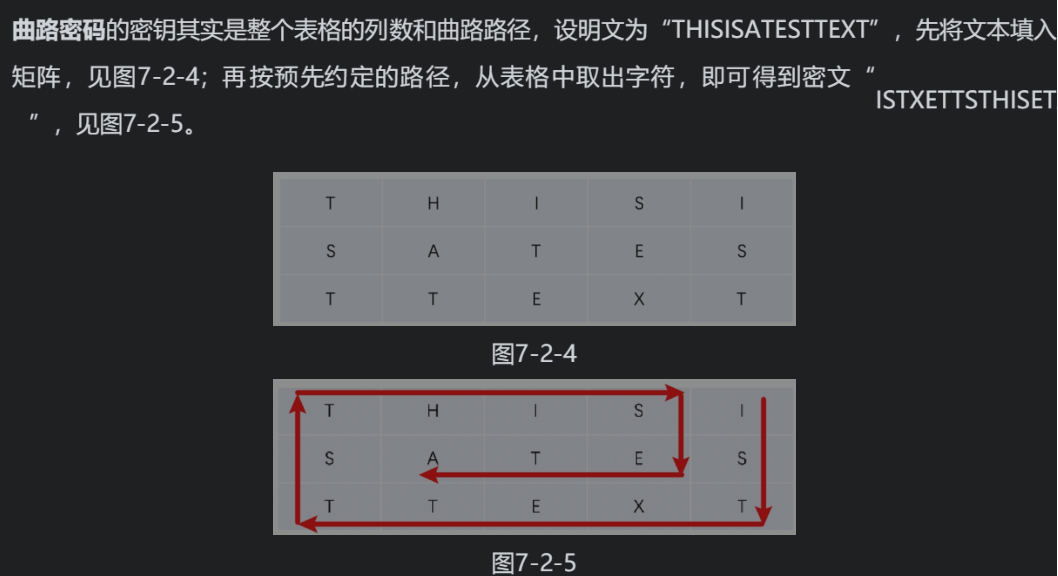 曲路密码的密钥其实是整个表格的列数和曲路路径，设明文为“THISISATESTTEXT”，先将文本填入
矩阵，见图7-2-4；再按预先约定的路径，从表格中取出字符，即可得到密文“
ISTXETTSTHISET
”，见图7-2-5。
T H I S I
S A T E S
T T E X T
图7-2-4
T H I S I
S A T E S
T T E X T
图7-2-5